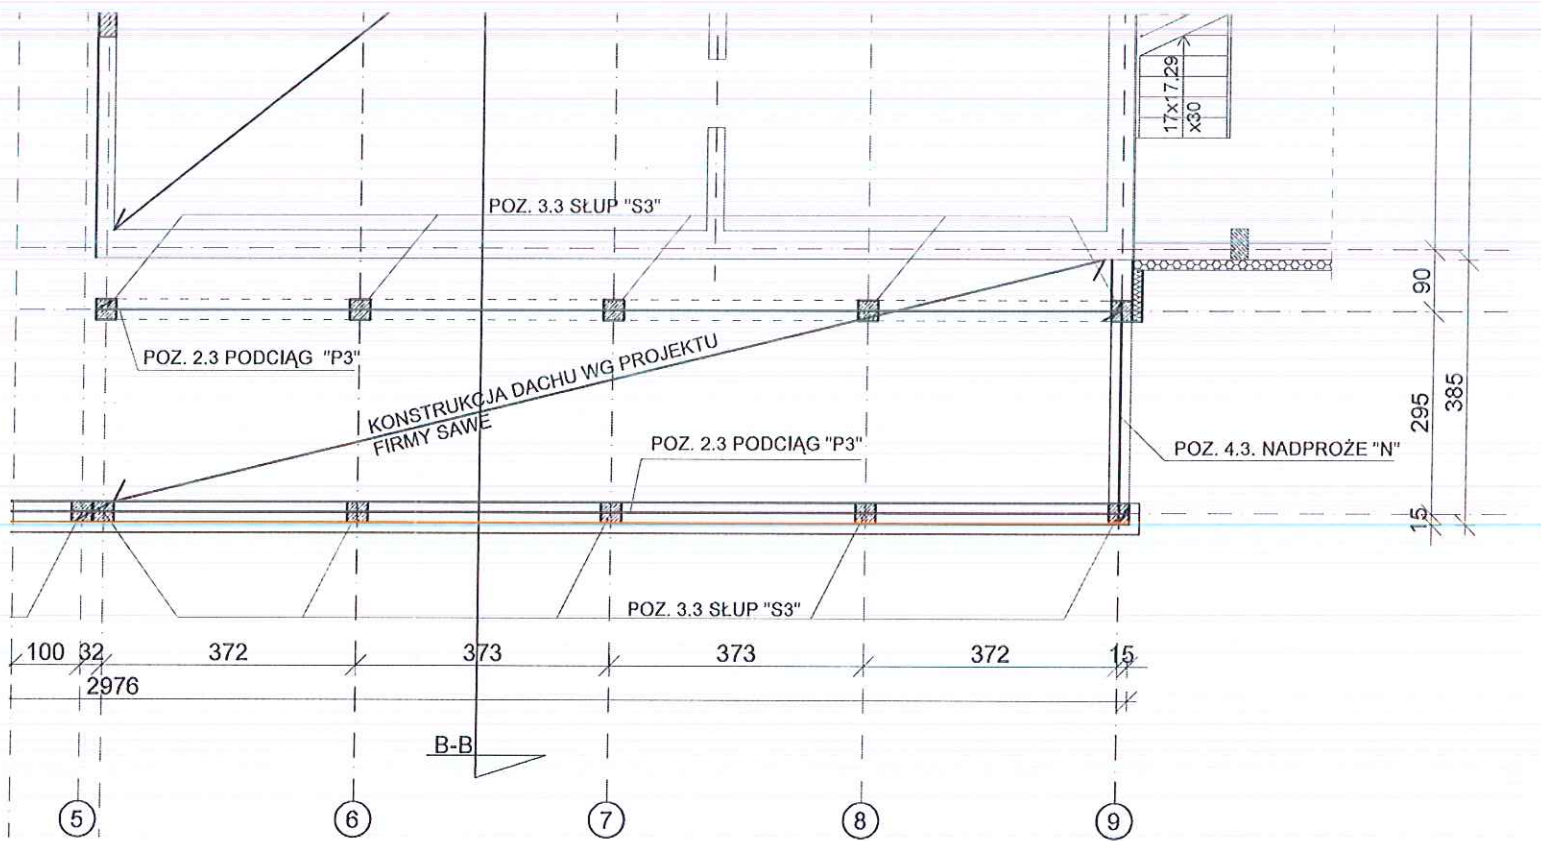 17x17.29
x30
POZ. 3.3 SŁUP "S3"
90
POZ. 2.3 PODCIĄG "P3"
KONSTRUKCJA DACHU WG PROJEKTU
FIRMY SAWE
295
385
POZ. 2.3 PODCIĄG "P3"
POZ. 4.3. NADPROŻE "N"
15
POZ. 3.3 SŁUP "S3"
100 32 372 373 373 372 15
2976
B-B
5 6 7 8 9